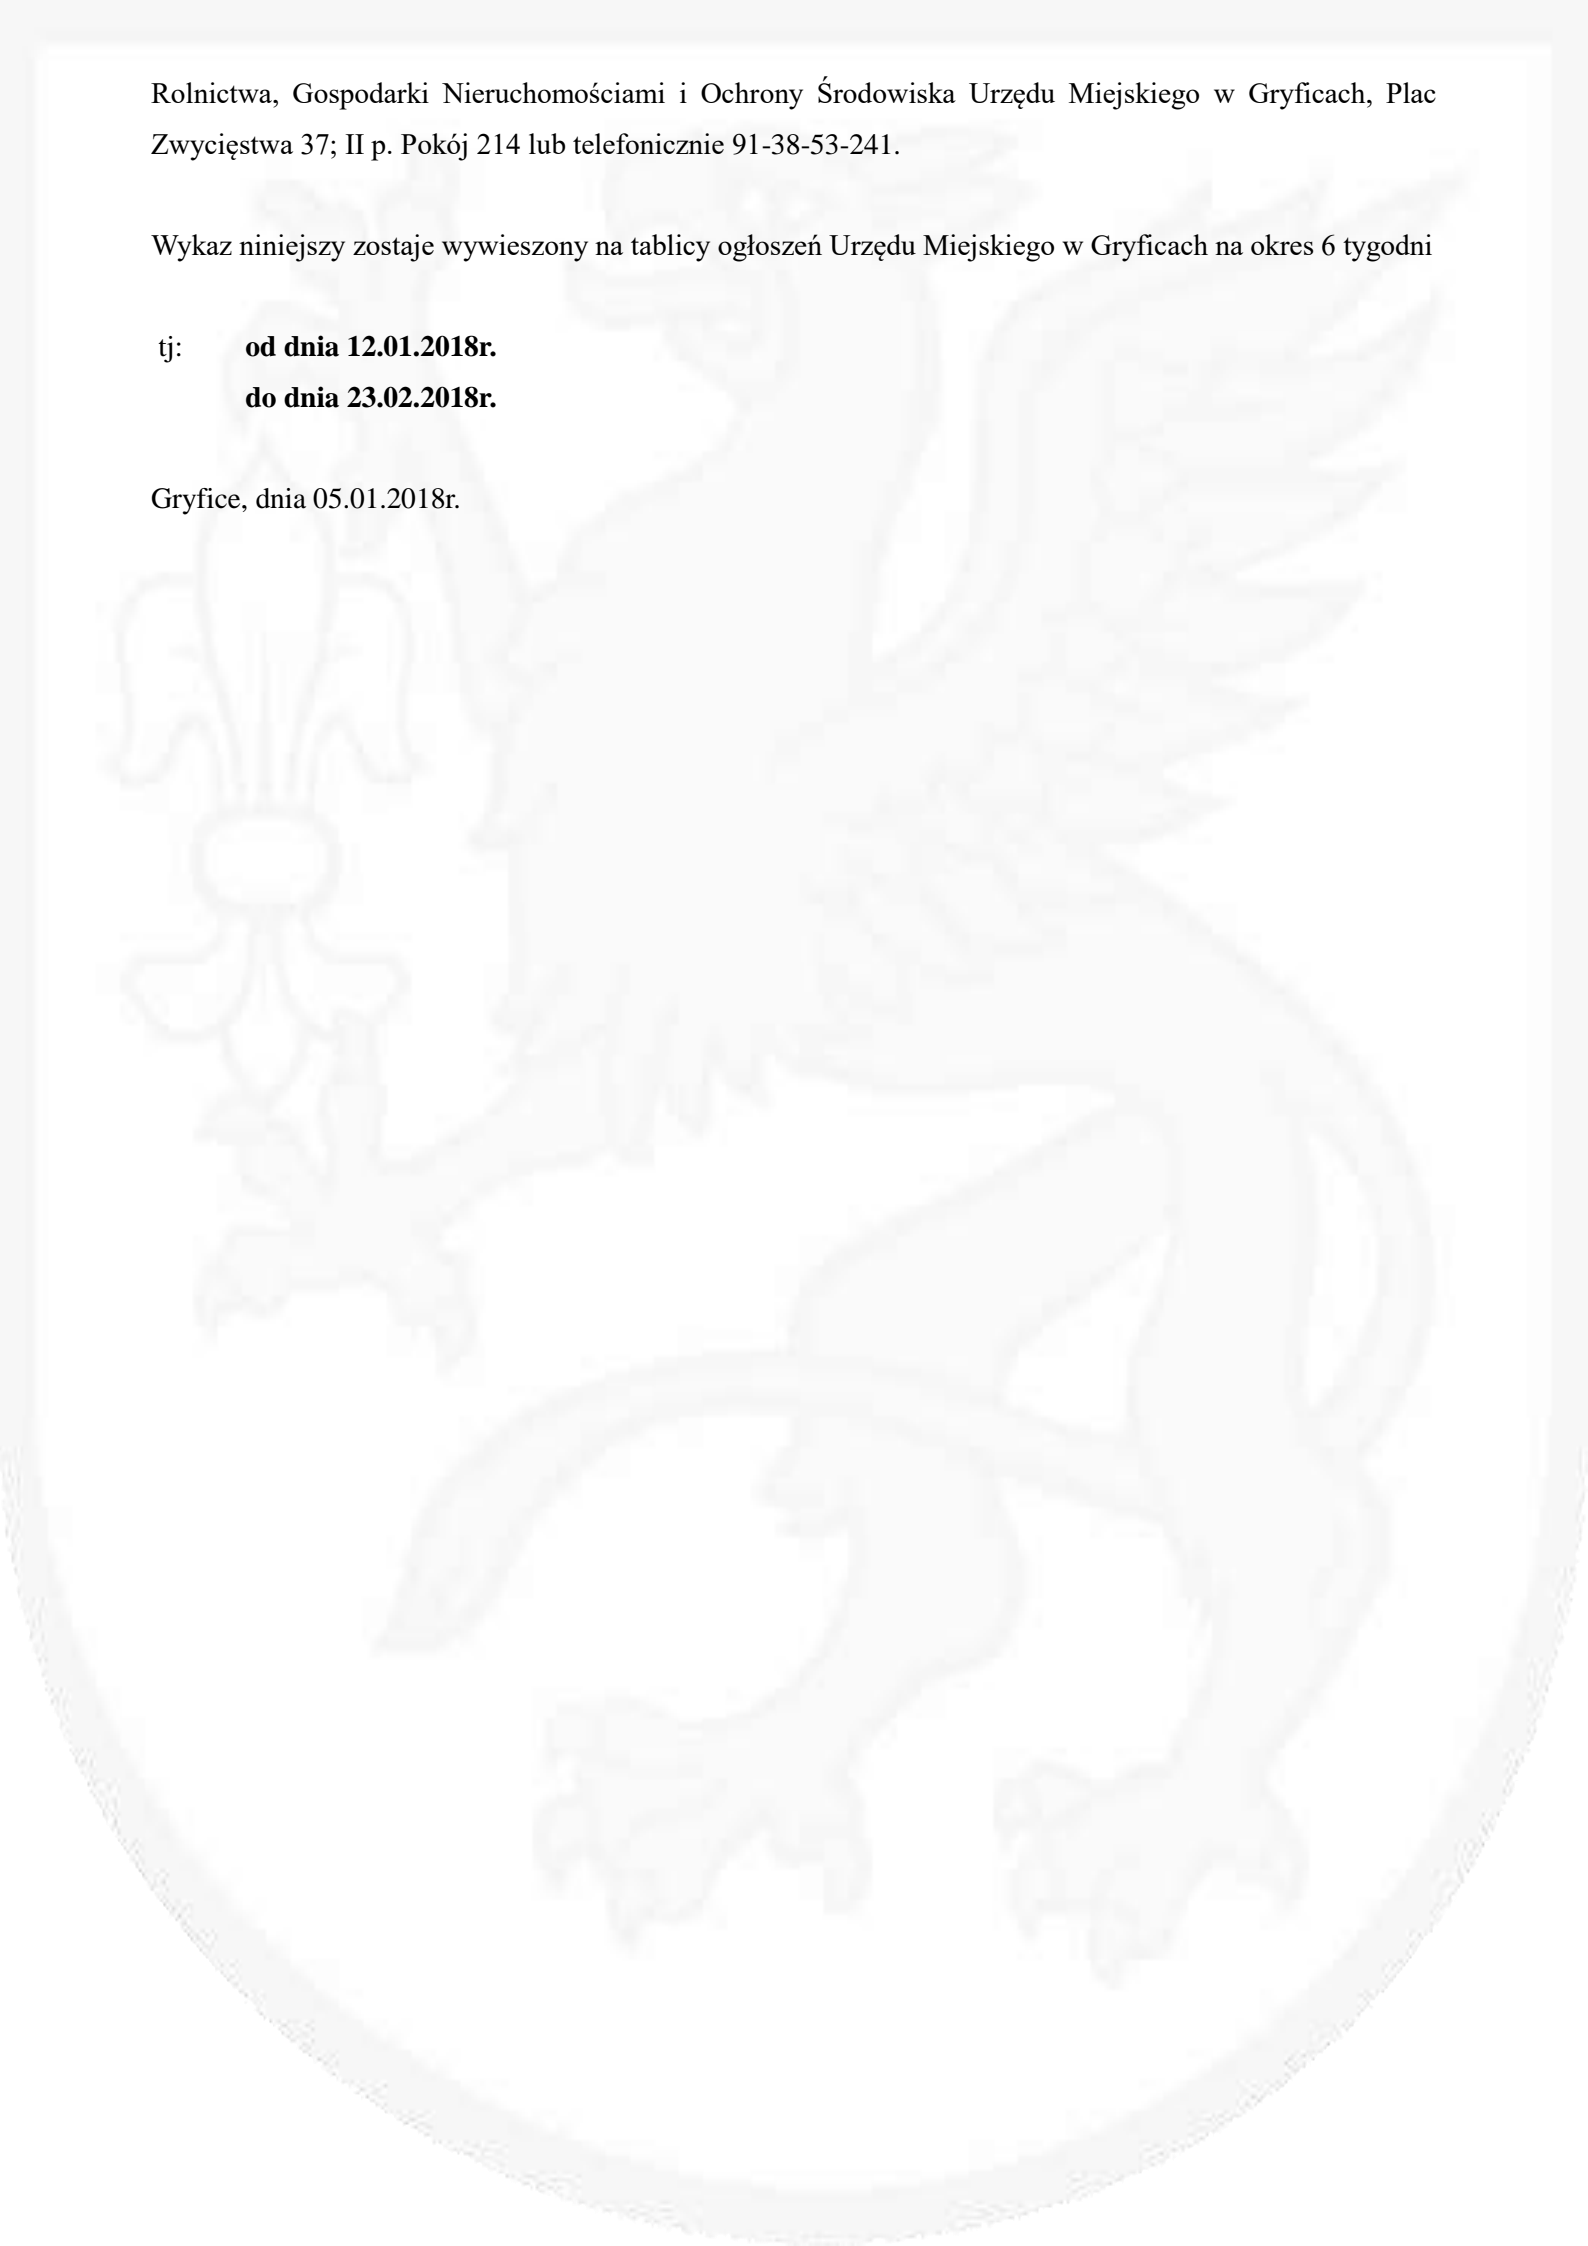 Rolnictwa, Gospodarki Nieruchomościami i Ochrony Środowiska Urzędu Miejskiego w Gryficach, Plac
Zwycięstwa 37; II p. Pokój 214 lub telefonicznie 91-38-53-241.
Wykaz niniejszy zostaje wywieszony na tablicy ogłoszeń Urzędu Miejskiego w Gryficach na okres 6 tygodni
tj: od dnia 12.01.2018r.
do dnia 23.02.2018r.
Gryfice, dnia 05.01.2018r.